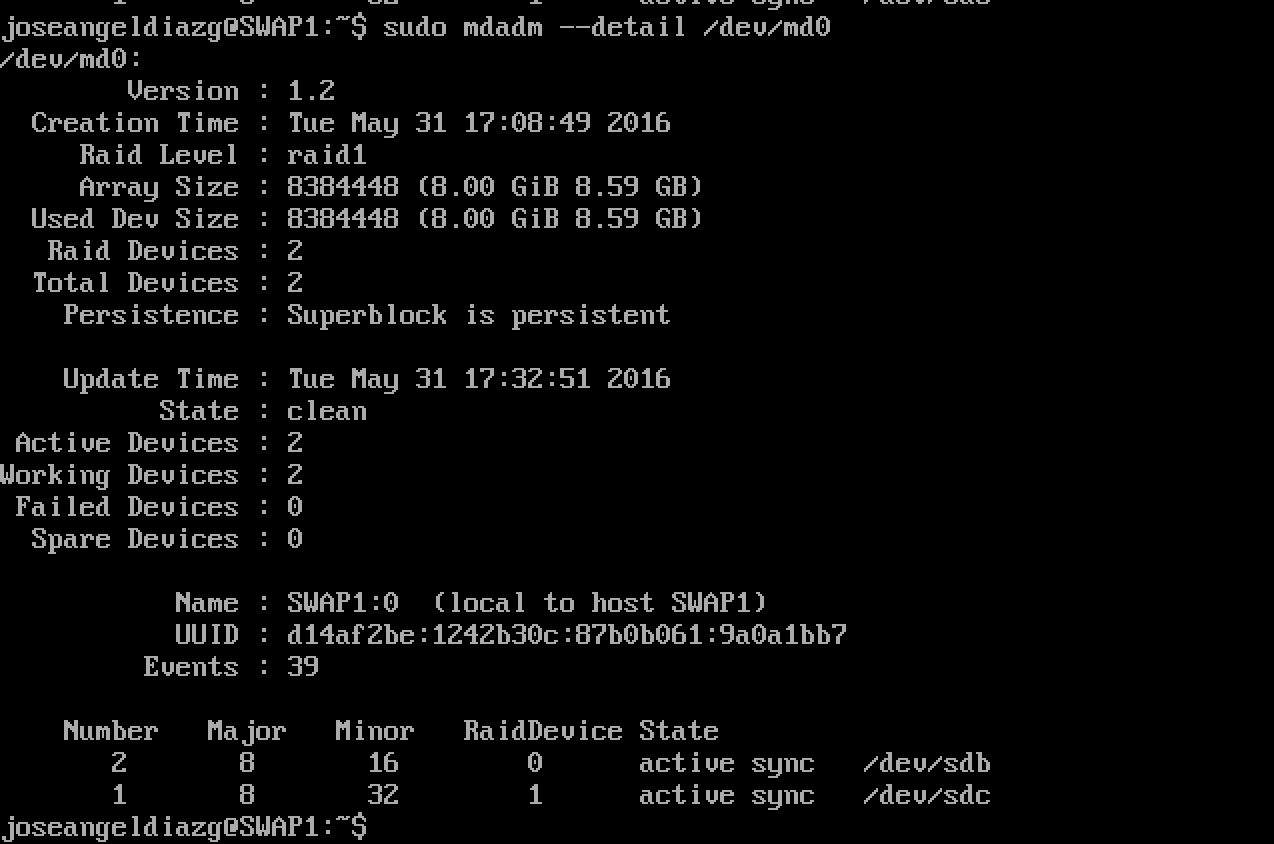 joseangeldiazg@SWAP1:~$ sudo mdadm --detail /dev/md0
/dev/md0:
        Version : 1.2
  Creation Time : Tue May 31 17:08:49 2016
     Raid Level : raid1
     Array Size : 8384448 (8.00 GiB 8.59 GB)
  Used Dev Size : 8384448 (8.00 GiB 8.59 GB)
   Raid Devices : 2
  Total Devices : 2
    Persistence : Superblock is persistent

    Update Time : Tue May 31 17:32:51 2016
          State : clean
 Active Devices : 2
Working Devices : 2
 Failed Devices : 0
  Spare Devices : 0

           Name : SWAP1:0  (local to host SWAP1)
           UUID : d14af2be:1242b30c:87b0b061:9a0a1bb7
         Events : 39

    Number   Major   Minor   RaidDevice State
       2       8       16        0      active sync   /dev/sdb
       1       8       32        1      active sync   /dev/sdc
joseangeldiazg@SWAP1:~$